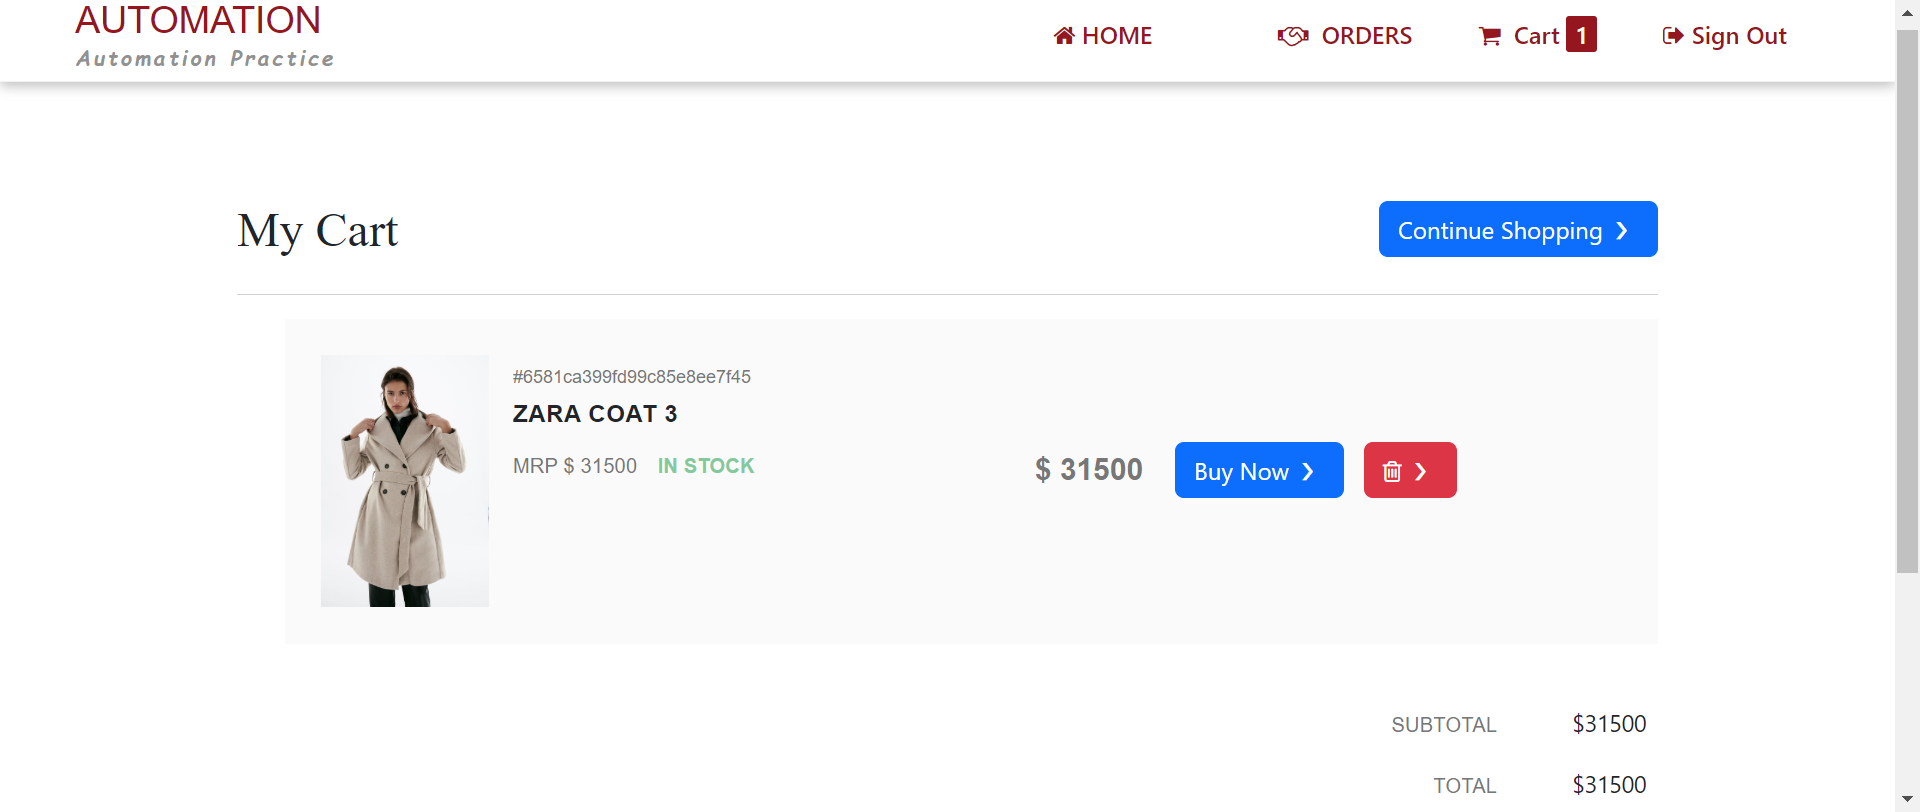 AUTOMATION
Automation Practice
HOME
ORDERS
Cart 1
Sign Out
My Cart
Continue Shopping ❯
#6581ca399fd99c85e8ee7f45
ZARA COAT 3
MRP $ 31500 IN STOCK
$ 31500
Buy Now ❯
❯
SUBTOTAL $31500
TOTAL $31500